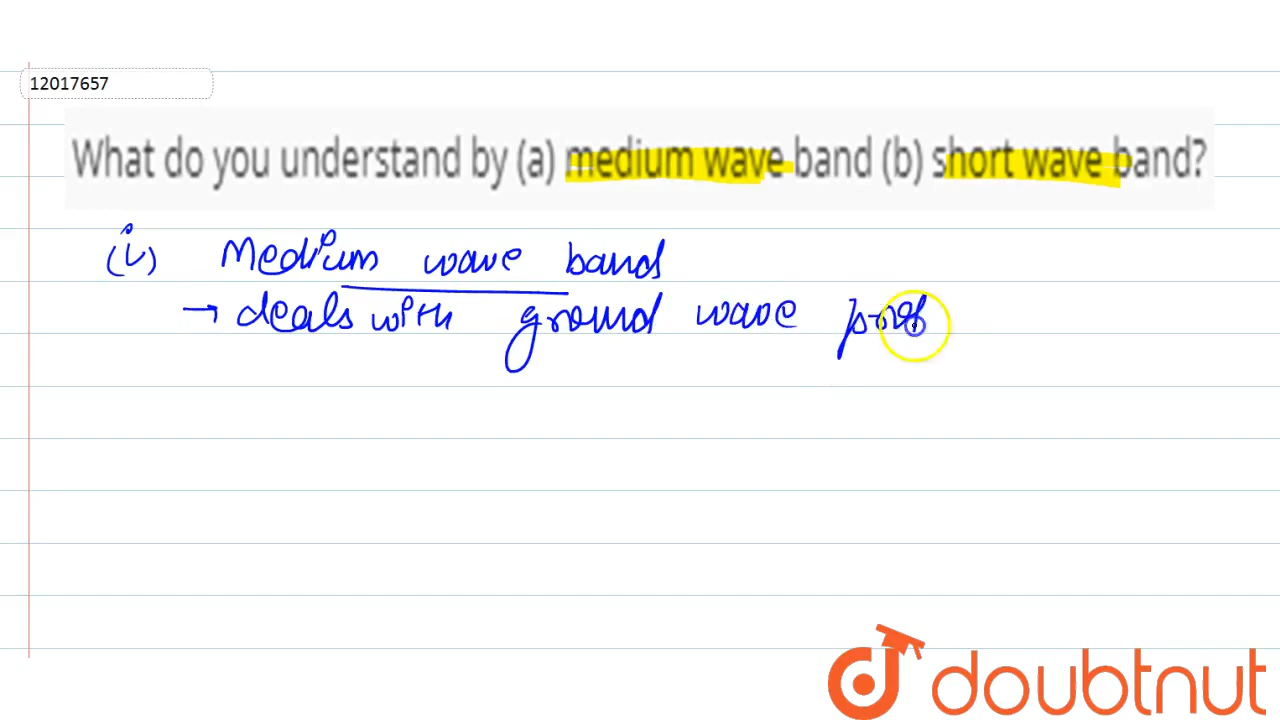 12017657
What do you understand by (a) medium wave band (b) short wave band?
(i) Medium wave band
→ deals with ground wave
doubtnut